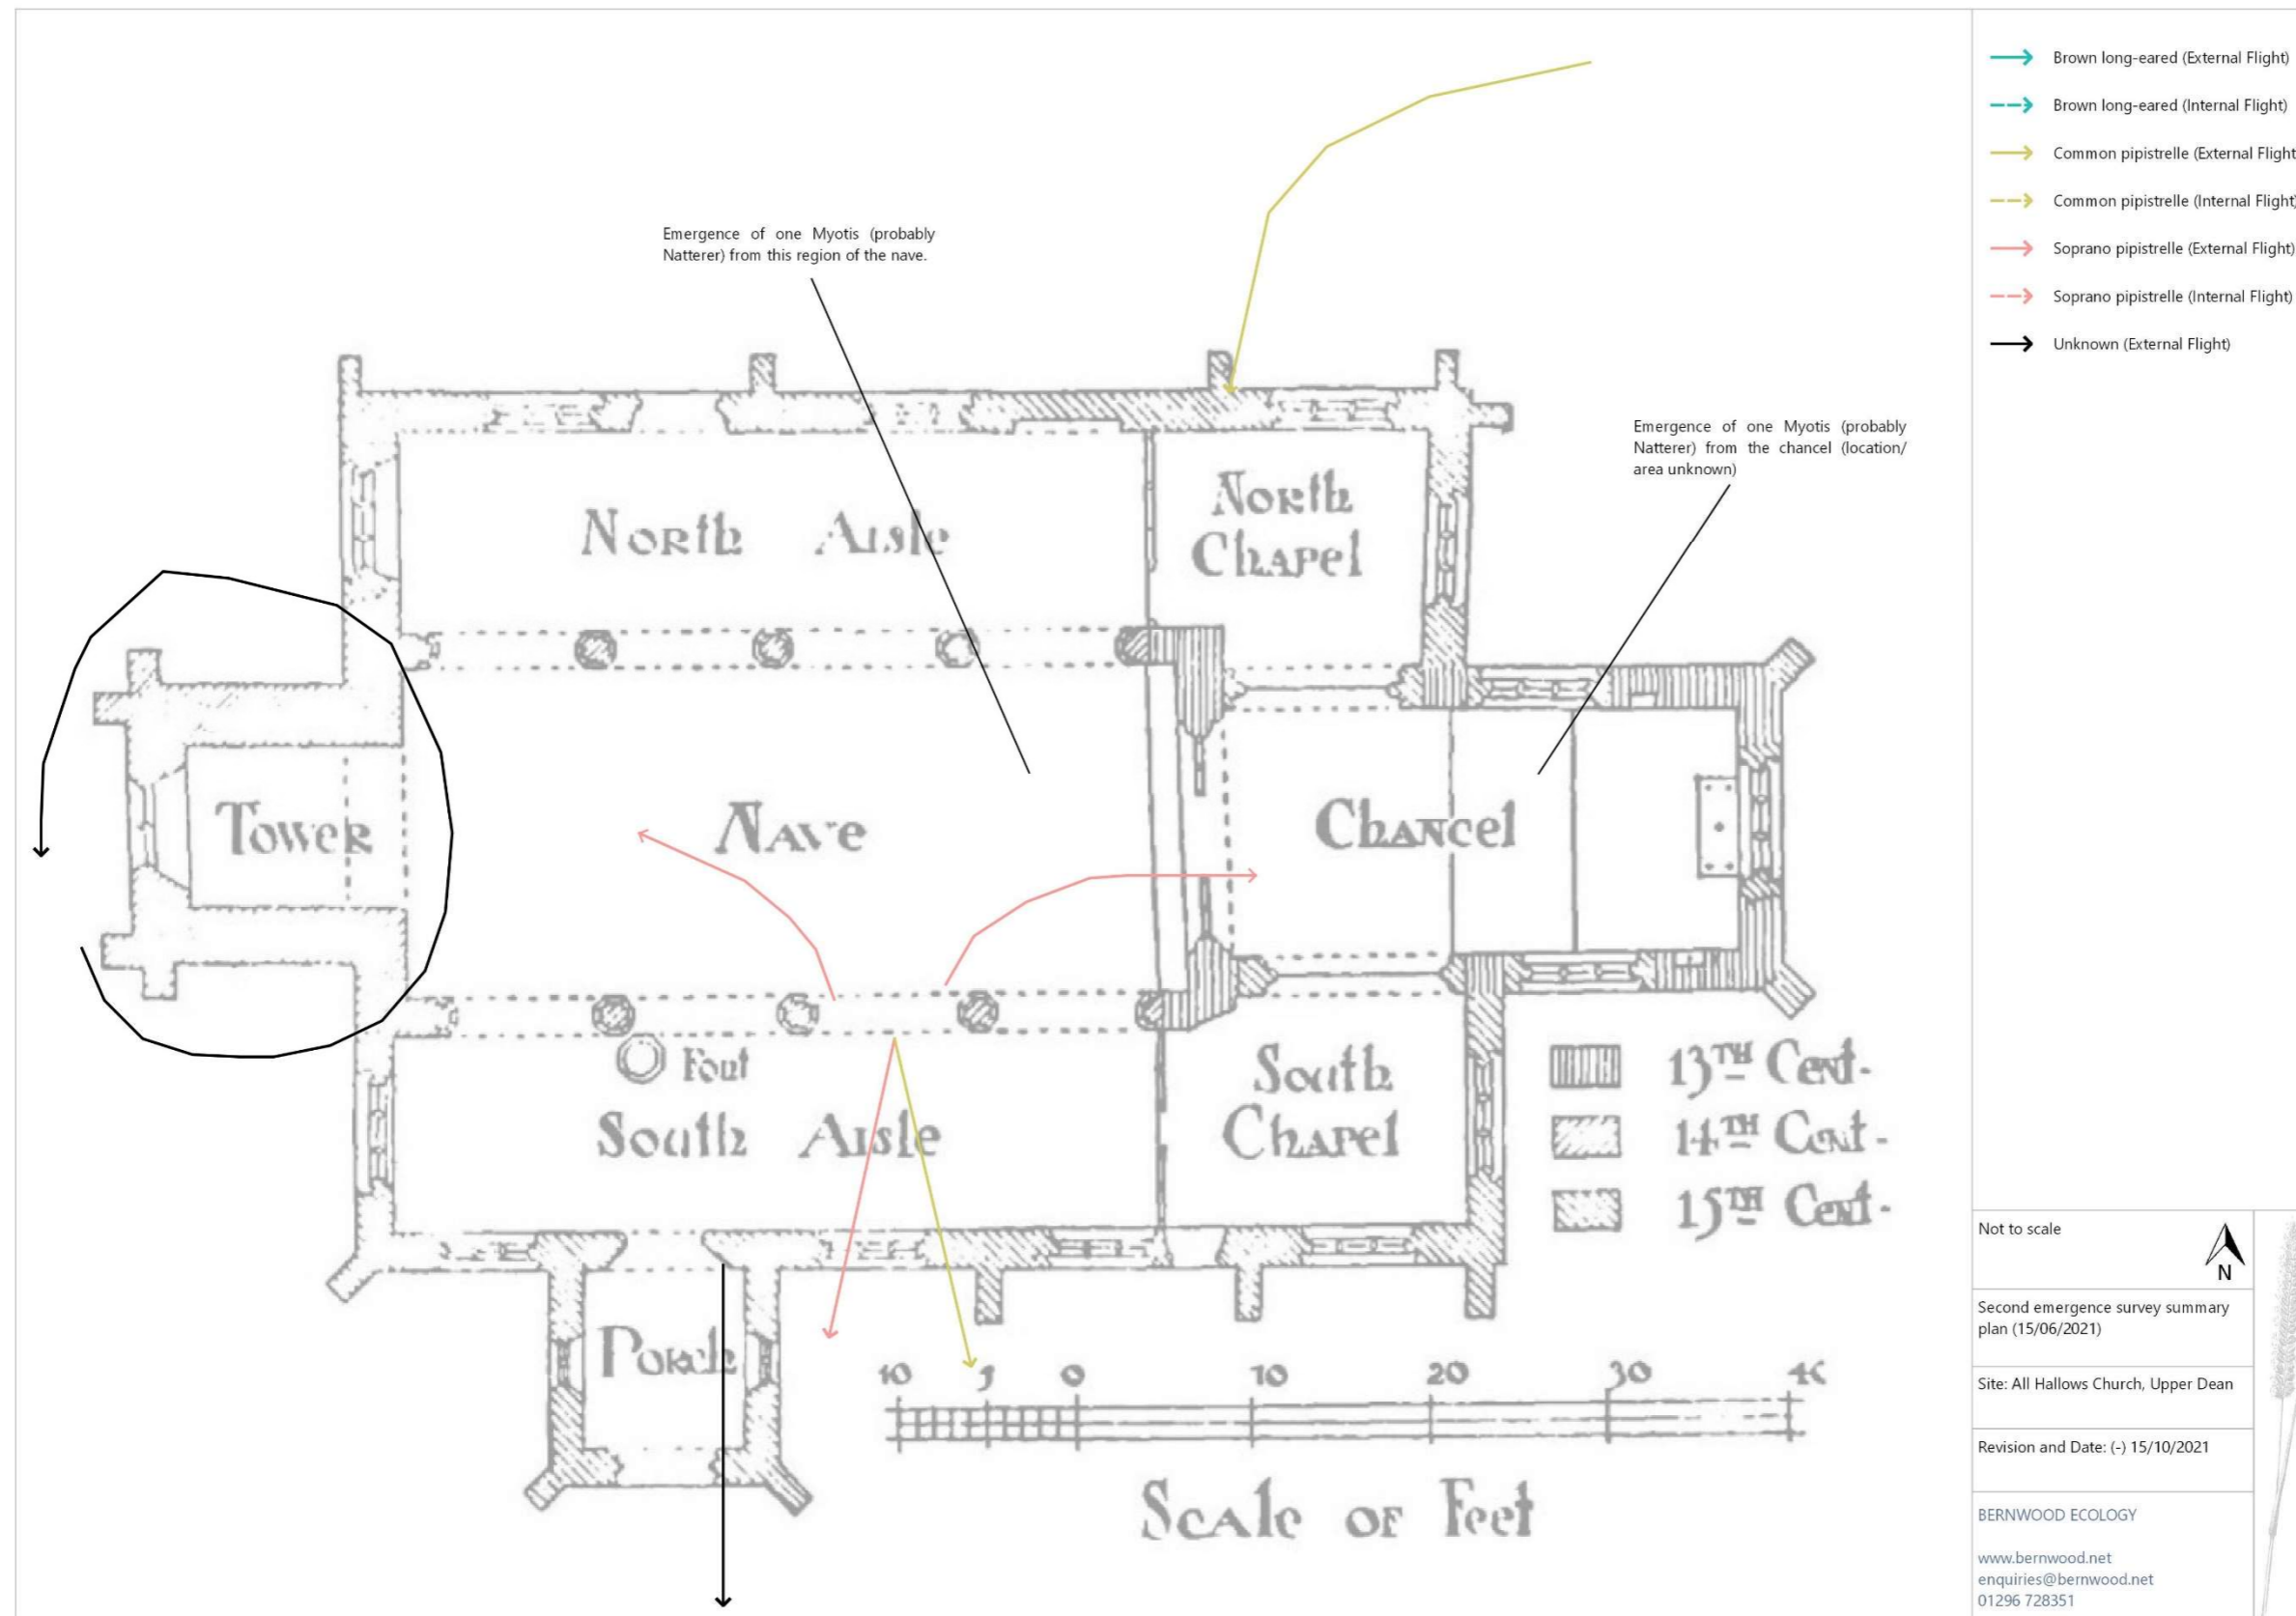 Emergence of one Myotis (probably
Natterer) from this region of the nave.
Emergence of one Myotis (probably
Natterer) from the chancel (location/
area unknown)
North Aisle
North
Chapel
Tower
Nave
Chancel
Font
South Aisle
South
Chapel
Porch
13TH Cent-
14TH Cent-
15TH Cent-
10 5 0 10 20 30
Scale of Feet
Brown long-eared (External Flight)
Brown long-eared (Internal Flight)
Common pipistrelle (External Flight
Common pipistrelle (Internal Flight)
Soprano pipistrelle (External Flight)
Soprano pipistrelle (Internal Flight)
Unknown (External Flight)
Not to scale
N
Second emergence survey summary
plan (15/06/2021)
Site: All Hallows Church, Upper Dean
Revision and Date: (-) 15/10/2021
BERNWOOD ECOLOGY
www.bernwood.net
enquiries@bernwood.net
01296 728351